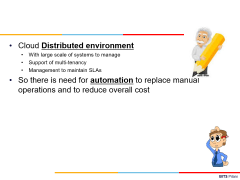 • Cloud Distributed environment
• With large scale of systems to manage
• Support of multi-tenancy
• Management to maintain SLAs
• So there is need for automation to replace manual
operations and to reduce overall cost
BITS Pilani